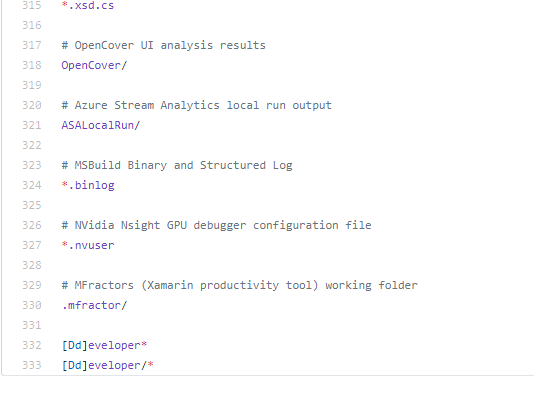 315 *.xsd.cs
316
317 # OpenCover UI analysis results
318 OpenCover/
319
320 # Azure Stream Analytics local run output
321 ASALocalRun/
322
323 # MSBuild Binary and Structured Log
324 *.binlog
325
326 # NVidia Nsight GPU debugger configuration file
327 *.nvuser
328
329 # MFractors (Xamarin productivity tool) working folder
330 .mfractor/
331
332 [Dd]eveloper*
333 [Dd]eveloper/*